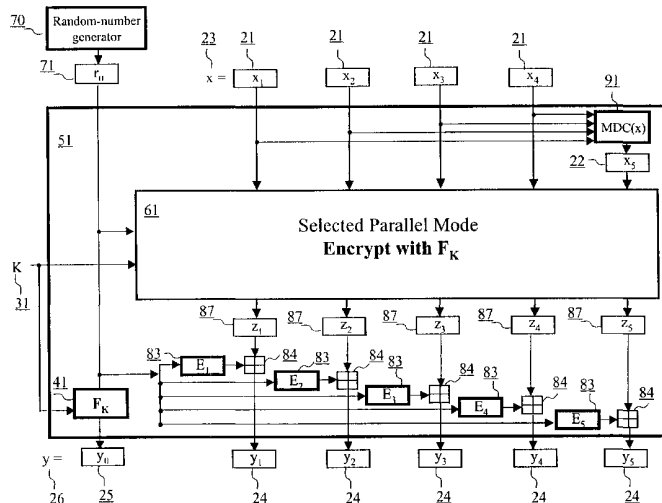 70
Random-number
generator
71
r₀
23
21
21
21
21
x = x₁
x₂
x₃
x₄
91
MDC(x)
51
22
x₅
61
Selected Parallel Mode
Encrypt with F_K
K
31
87
z₁
87
z₂
87
z₃
87
z₄
87
z₅
83
E₁
84
83
E₂
84
83
E₃
84
83
E₄
84
83
E₅
84
41
F_K
y =
y₀
y₁
y₂
y₃
y₄
y₅
26
25
24
24
24
24
24